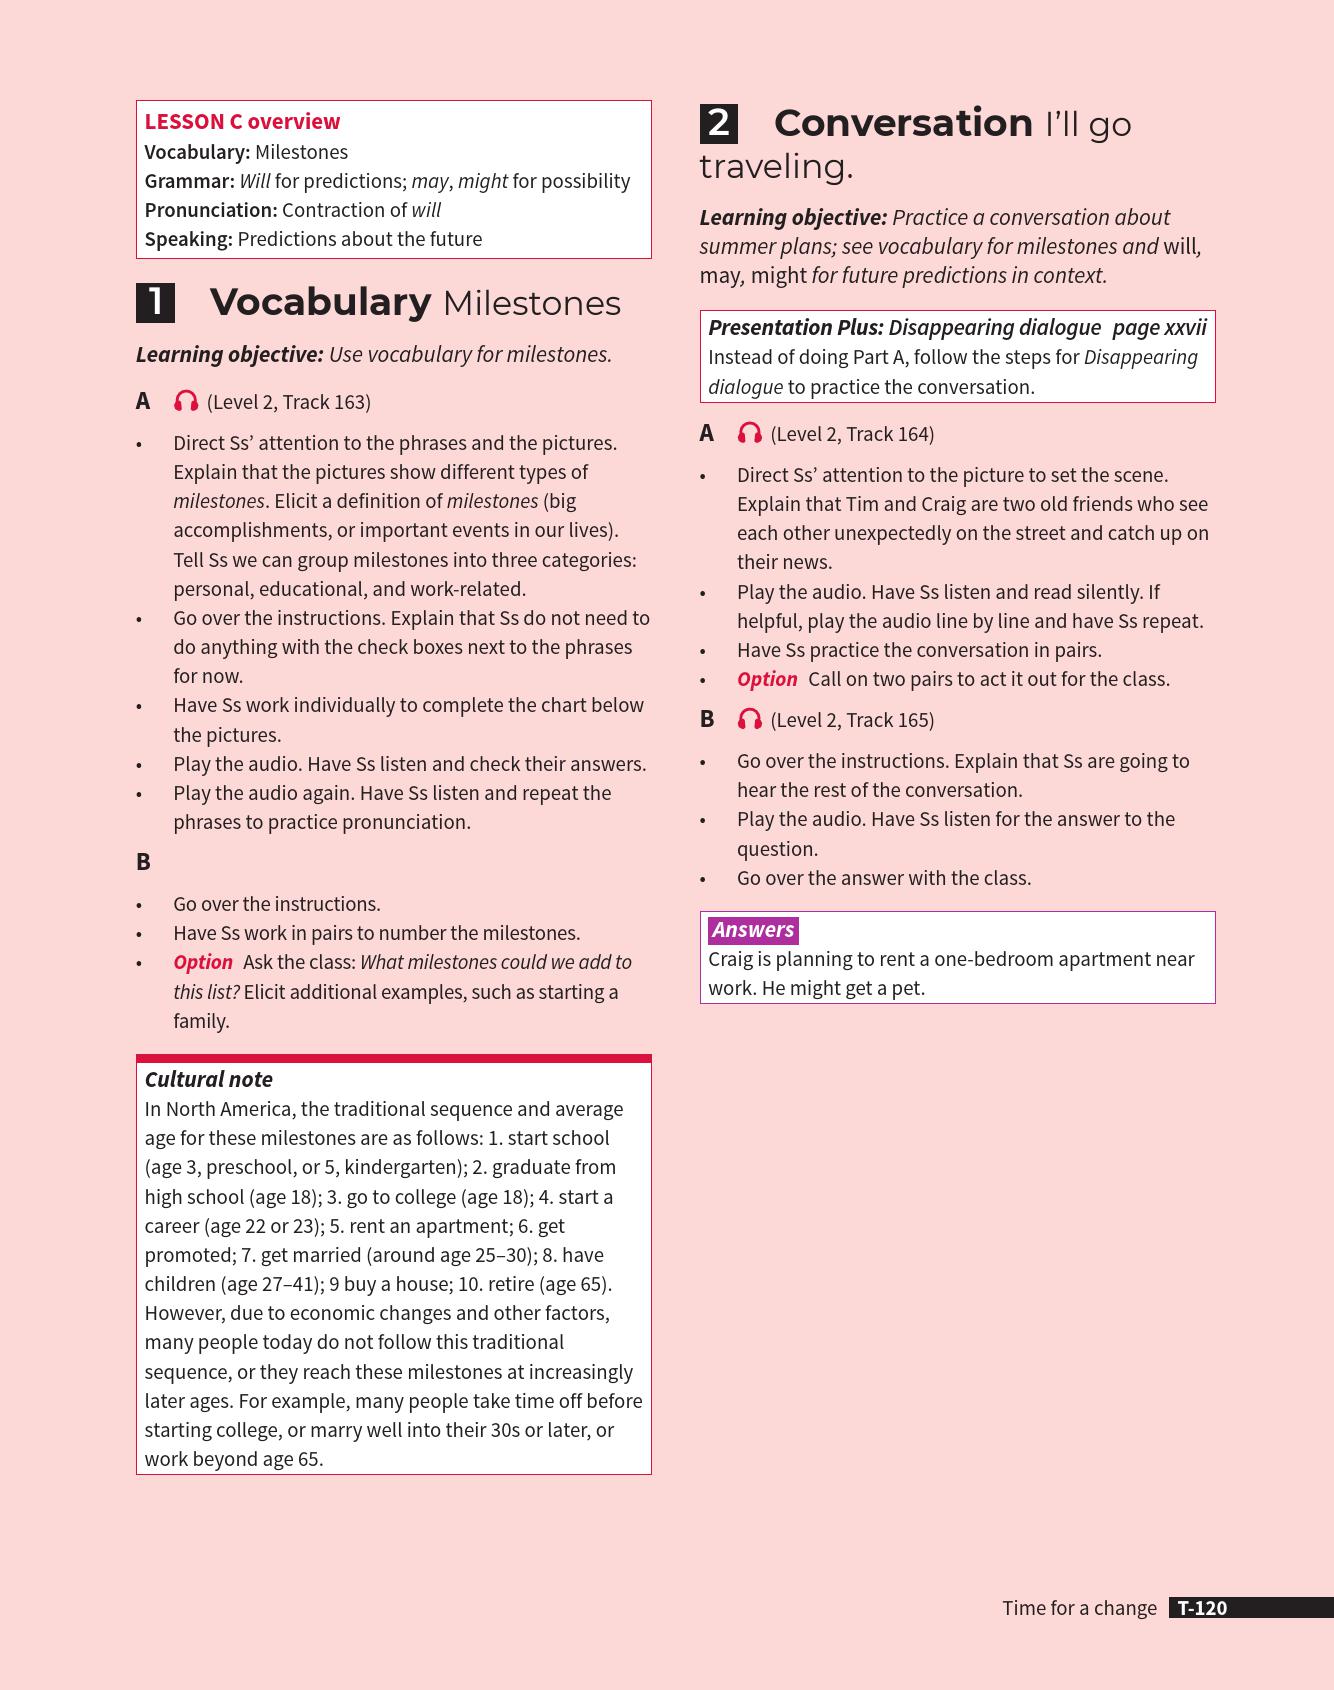 LESSON C overview
Vocabulary: Milestones
Grammar: Will for predictions; may, might for possibility
Pronunciation: Contraction of will
Speaking: Predictions about the future
1 Vocabulary Milestones
Learning objective: Use vocabulary for milestones.
A (Level 2, Track 163)
• Direct Ss’ attention to the phrases and the pictures.
Explain that the pictures show different types of
milestones. Elicit a definition of milestones (big
accomplishments, or important events in our lives).
Tell Ss we can group milestones into three categories:
personal, educational, and work-related.
• Go over the instructions. Explain that Ss do not need to
do anything with the check boxes next to the phrases
for now.
• Have Ss work individually to complete the chart below
the pictures.
• Play the audio. Have Ss listen and check their answers.
• Play the audio again. Have Ss listen and repeat the
phrases to practice pronunciation.
B
• Go over the instructions.
• Have Ss work in pairs to number the milestones.
• Option Ask the class: What milestones could we add to
this list? Elicit additional examples, such as starting a
family.
Cultural note
In North America, the traditional sequence and average
age for these milestones are as follows: 1. start school
(age 3, preschool, or 5, kindergarten); 2. graduate from
high school (age 18); 3. go to college (age 18); 4. start a
career (age 22 or 23); 5. rent an apartment; 6. get
promoted; 7. get married (around age 25–30); 8. have
children (age 27–41); 9 buy a house; 10. retire (age 65).
However, due to economic changes and other factors,
many people today do not follow this traditional
sequence, or they reach these milestones at increasingly
later ages. For example, many people take time off before
starting college, or marry well into their 30s or later, or
work beyond age 65.
2 Conversation I’ll go
traveling.
Learning objective: Practice a conversation about
summer plans; see vocabulary for milestones and will,
may, might for future predictions in context.
Presentation Plus: Disappearing dialogue page xxvii
Instead of doing Part A, follow the steps for Disappearing
dialogue to practice the conversation.
A (Level 2, Track 164)
• Direct Ss’ attention to the picture to set the scene.
Explain that Tim and Craig are two old friends who see
each other unexpectedly on the street and catch up on
their news.
• Play the audio. Have Ss listen and read silently. If
helpful, play the audio line by line and have Ss repeat.
• Have Ss practice the conversation in pairs.
• Option Call on two pairs to act it out for the class.
B (Level 2, Track 165)
• Go over the instructions. Explain that Ss are going to
hear the rest of the conversation.
• Play the audio. Have Ss listen for the answer to the
question.
• Go over the answer with the class.
Answers
Craig is planning to rent a one-bedroom apartment near
work. He might get a pet.
Time for a change T-120